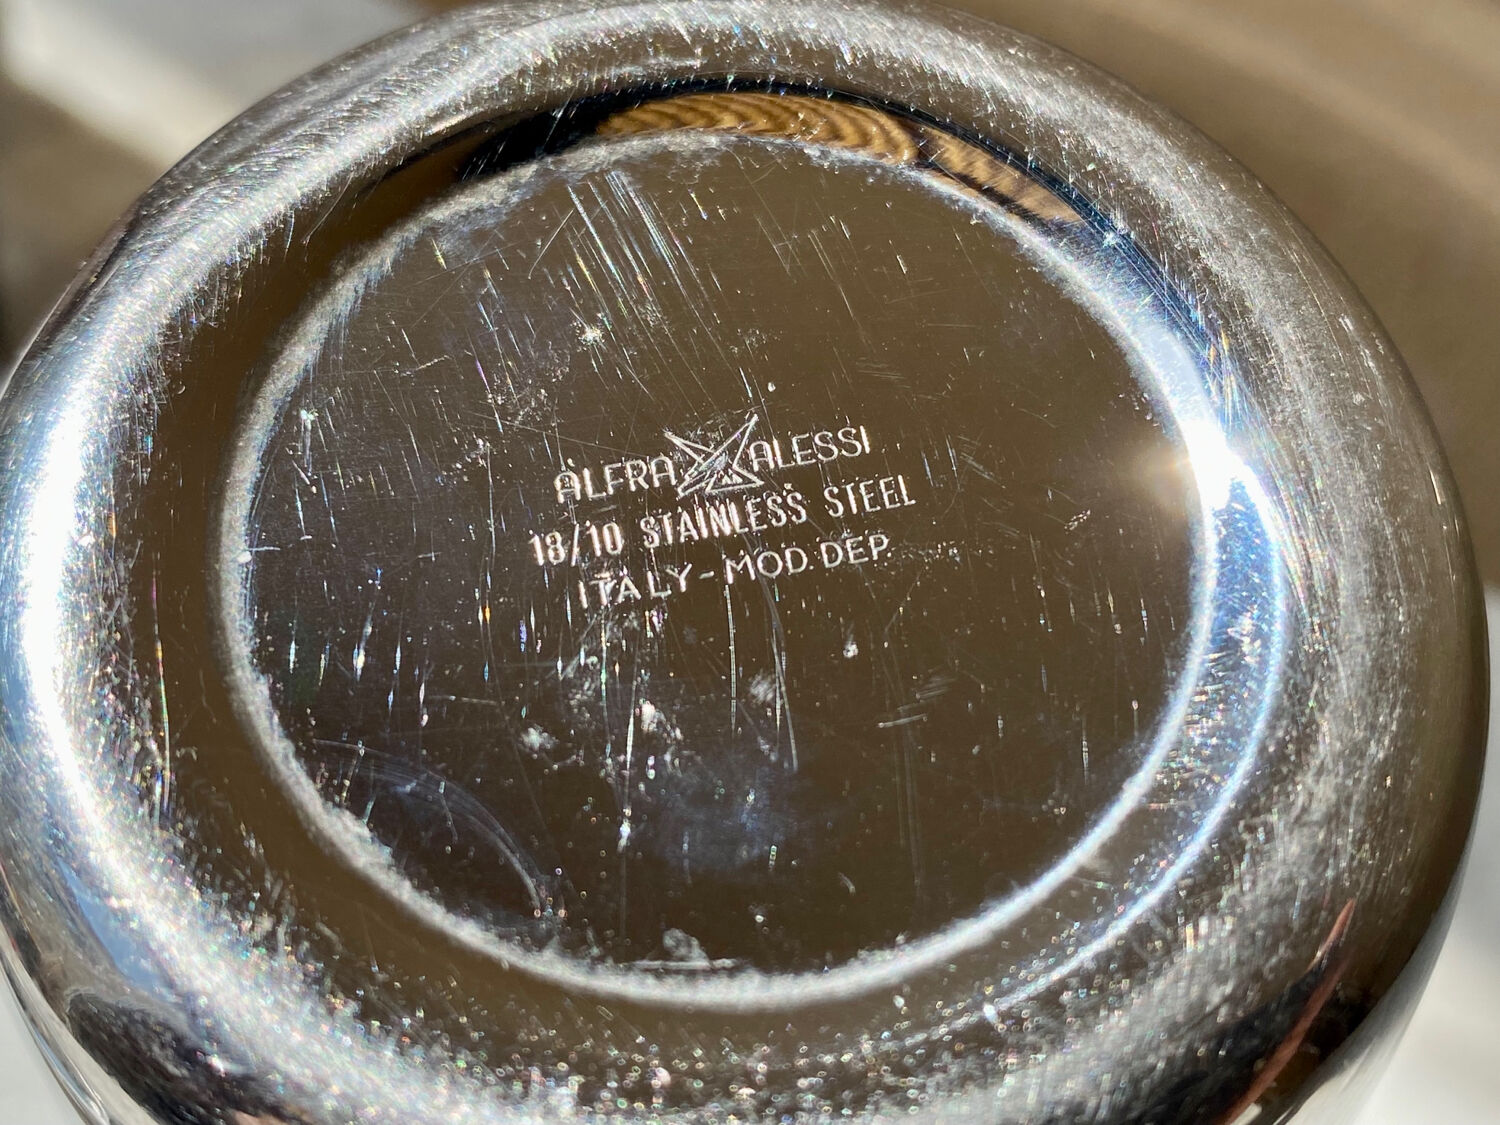 ALFRA ALESSI
18/10 STAINLESS STEEL
ITALY-MOD.DEP.